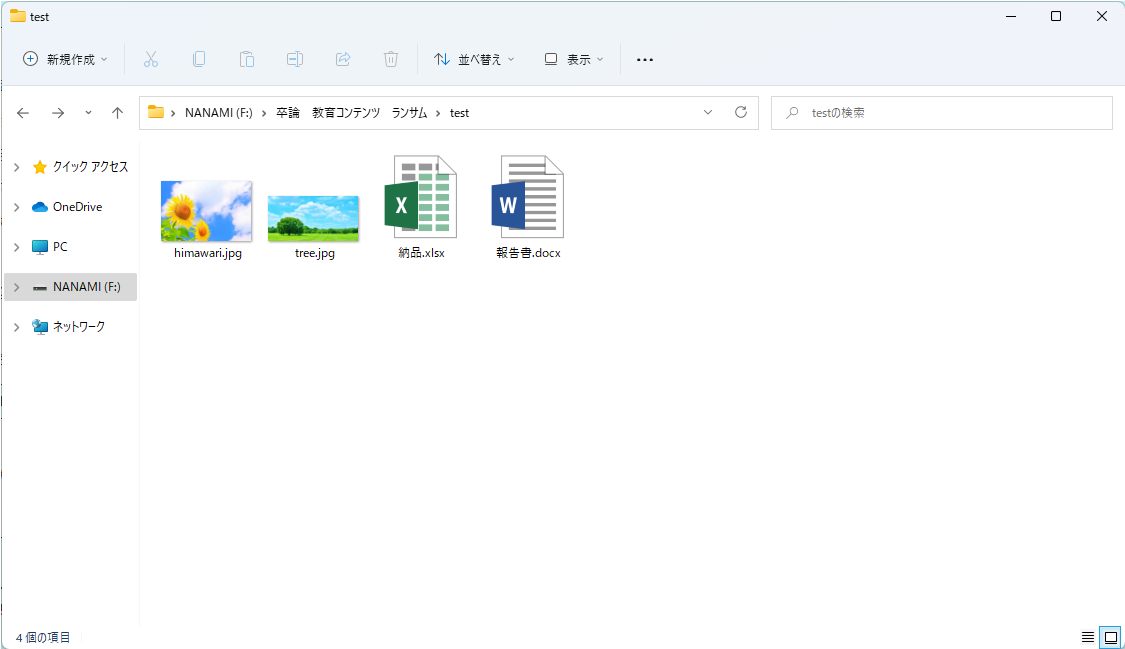 test
新規作成
並べ替え
表示
NANAMI (F:) 卒論 教育コンテンツ ランサム test
testの検索
クイック アクセス
OneDrive
PC
NANAMI (F:)
ネットワーク
X
W
himawari.jpg
tree.jpg
納品.xlsx
報告書.docx
4 個の項目